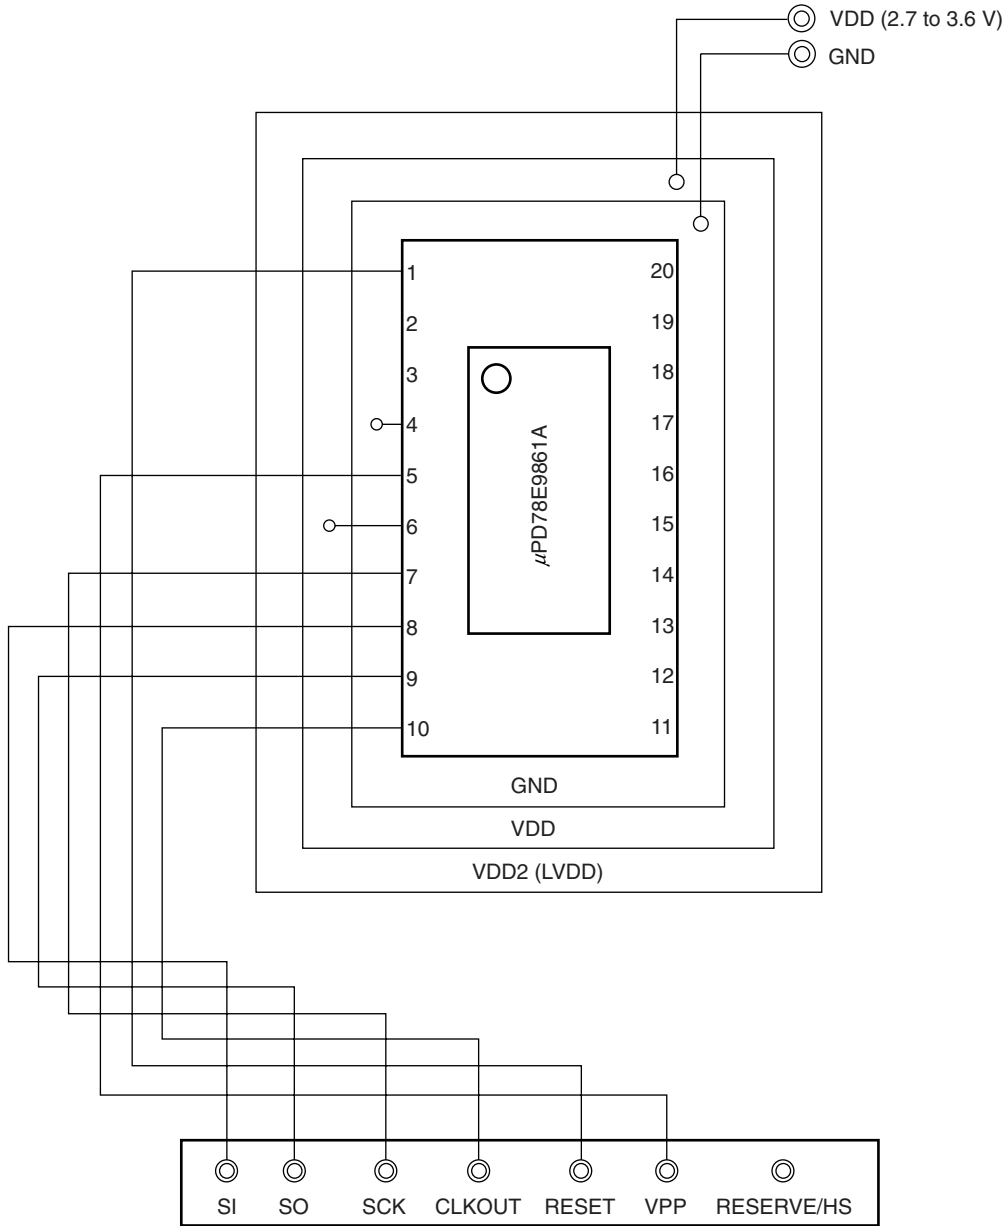 VDD (2.7 to 3.6 V)
GND
1
20
2
19
3
18
4
17
5
16
6
15
7
14
8
13
9
12
10
11
μPD78E9861A
GND
VDD
VDD2 (LVDD)
SI SO SCK CLKOUT RESET VPP RESERVE/HS